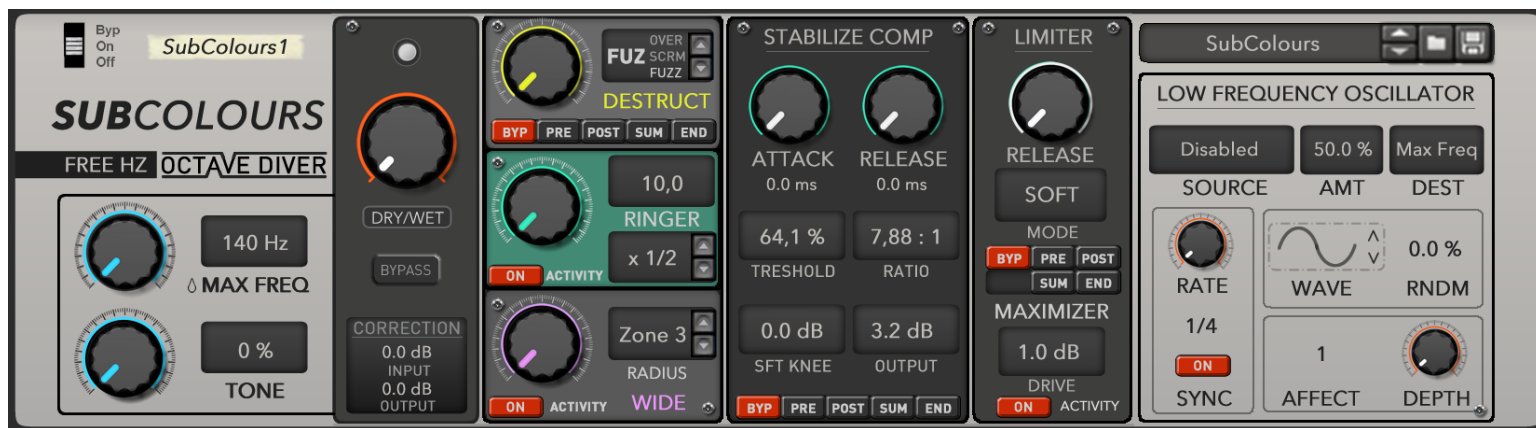 Byp
On
Off
SubColours1
SUBCOLOURS
FREE HZ OCTAVE DIVER
140 Hz
MAX FREQ
0 %
TONE
DRY/WET
BYPASS
CORRECTION
0.0 dB
INPUT
0.0 dB
OUTPUT
FUZ
OVER
SCRM
FUZZ
DESTRUCT
BYP PRE POST SUM END
10,0
RINGER
x 1/2
ON ACTIVITY
Zone 3
RADIUS
ON ACTIVITY WIDE
STABILIZE COMP
ATTACK RELEASE
0.0 ms 0.0 ms
64,1 % 7,88 : 1
TRESHOLD RATIO
0.0 dB 3.2 dB
SFT KNEE OUTPUT
BYP PRE POST SUM END
LIMITER
RELEASE
SOFT
MODE
BYP PRE POST
SUM END
MAXIMIZER
1.0 dB
DRIVE
ON ACTIVITY
SubColours
LOW FREQUENCY OSCILLATOR
Disabled 50.0 % Max Freq
SOURCE AMT DEST
RATE
1/4
ON
SYNC
0.0 %
WAVE RNDM
1
AFFECT DEPTH